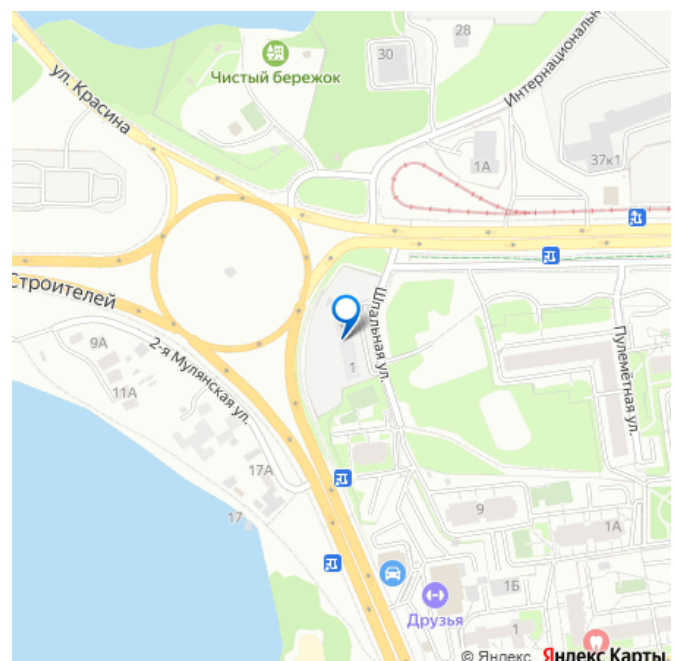 28
30
Чистый бережок
ул. Красина
Интернациональн
1А
37к1
Строителей
9А
2-я Мулянская ул.
11А
Шпальная ул.
Пулемётная ул.
1
17А
17
9
1А
1Б
Друзья
1
© Яндекс Яндекс Карты